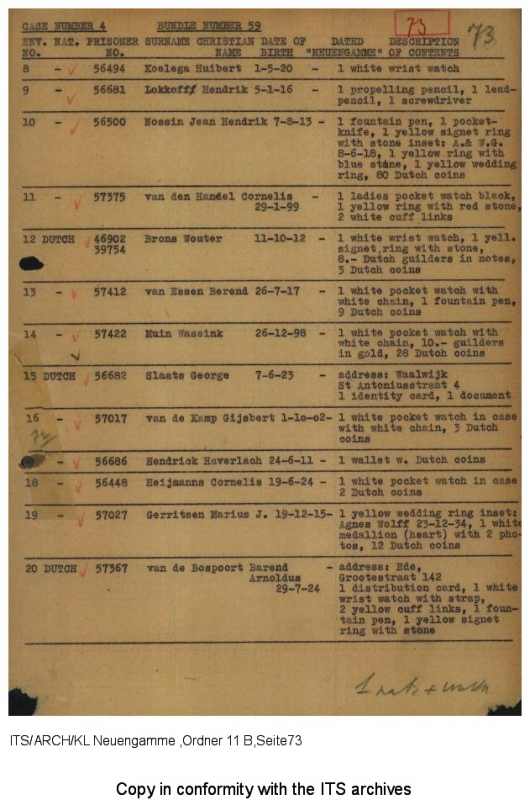 73
CASE NUMBER 4 BUNDLE NUMBER 59 73
ENV. NAT. PRISONER SURNAME CHRISTIAN DATE OF DATED DESCRIPTION
NO. NO. NAME BIRTH "NEUENGAMME" OF CONTENTS
8 - 56494 Koelega Huibert 1-5-20 - 1 white wrist watch
9 - 56681 Lokkoff Hendrik 5-1-16 - 1 propelling pencil, 1 lead-
pencil, 1 screwdriver
10 - 56500 Nossin Jean Hendrik 7-8-15 - 1 fountain pen, 1 pocket-
knife, 1 yellow signet ring
with stone inset: A.& W.G.
8-6-18, 1 yellow ring with
blue stone, 1 yellow wedding
ring, 80 Dutch coins
11 - 57375 van den Handel Cornelis - 1 ladies pocket watch black,
29-1-99 1 yellow ring with red stone,
2 white cuff links
12 DUTCH 46902 Brons Wouter 11-10-12 - 1 white wrist watch, 1 yell.
39754 signet ring with stone,
8.- Dutch guilders in notes,
3 Dutch coins
13 - 57412 van Essen Berend 26-7-17 - 1 white pocket watch with
white chain, 1 fountain pen,
9 Dutch coins
14 - 57422 Muin Wassink 26-12-98 - 1 white pocket watch with
white chain, 10.- guilders
in gold, 28 Dutch coins
15 DUTCH 56682 Slaats George 7-6-23 - address: Waalwijk
St Antoniusstraat 4
1 identity card, 1 document
16 - 57017 van de Kamp Gijsbert 1-10-02- 1 white pocket watch in case
with white chain, 3 Dutch
coins
- 56686 Hendrick Haverlach 24-6-11 - 1 wallet w. Dutch coins
18 - 56448 Heijmanns Cornelis 19-6-24 - 1 white pocket watch in case
2 Dutch coins
19 - 57027 Gerritsen Marius J. 19-12-15- 1 yellow wedding ring inset:
Agnes Wolff 23-12-34, 1 white
medallion (heart) with 2 pho-
tos, 12 Dutch coins
20 DUTCH 57367 van de Bospoort Barend - address: Ede,
Arnoldus Grootestraat 142
29-7-24 1 distribution card, 1 white
wrist watch with strap,
2 yellow cuff links, 1 foun-
tain pen, 1 yellow signet
ring with stone
ITS/ARCH/KL Neuengamme ,Ordner 11 B,Seite73
Copy in conformity with the ITS archives